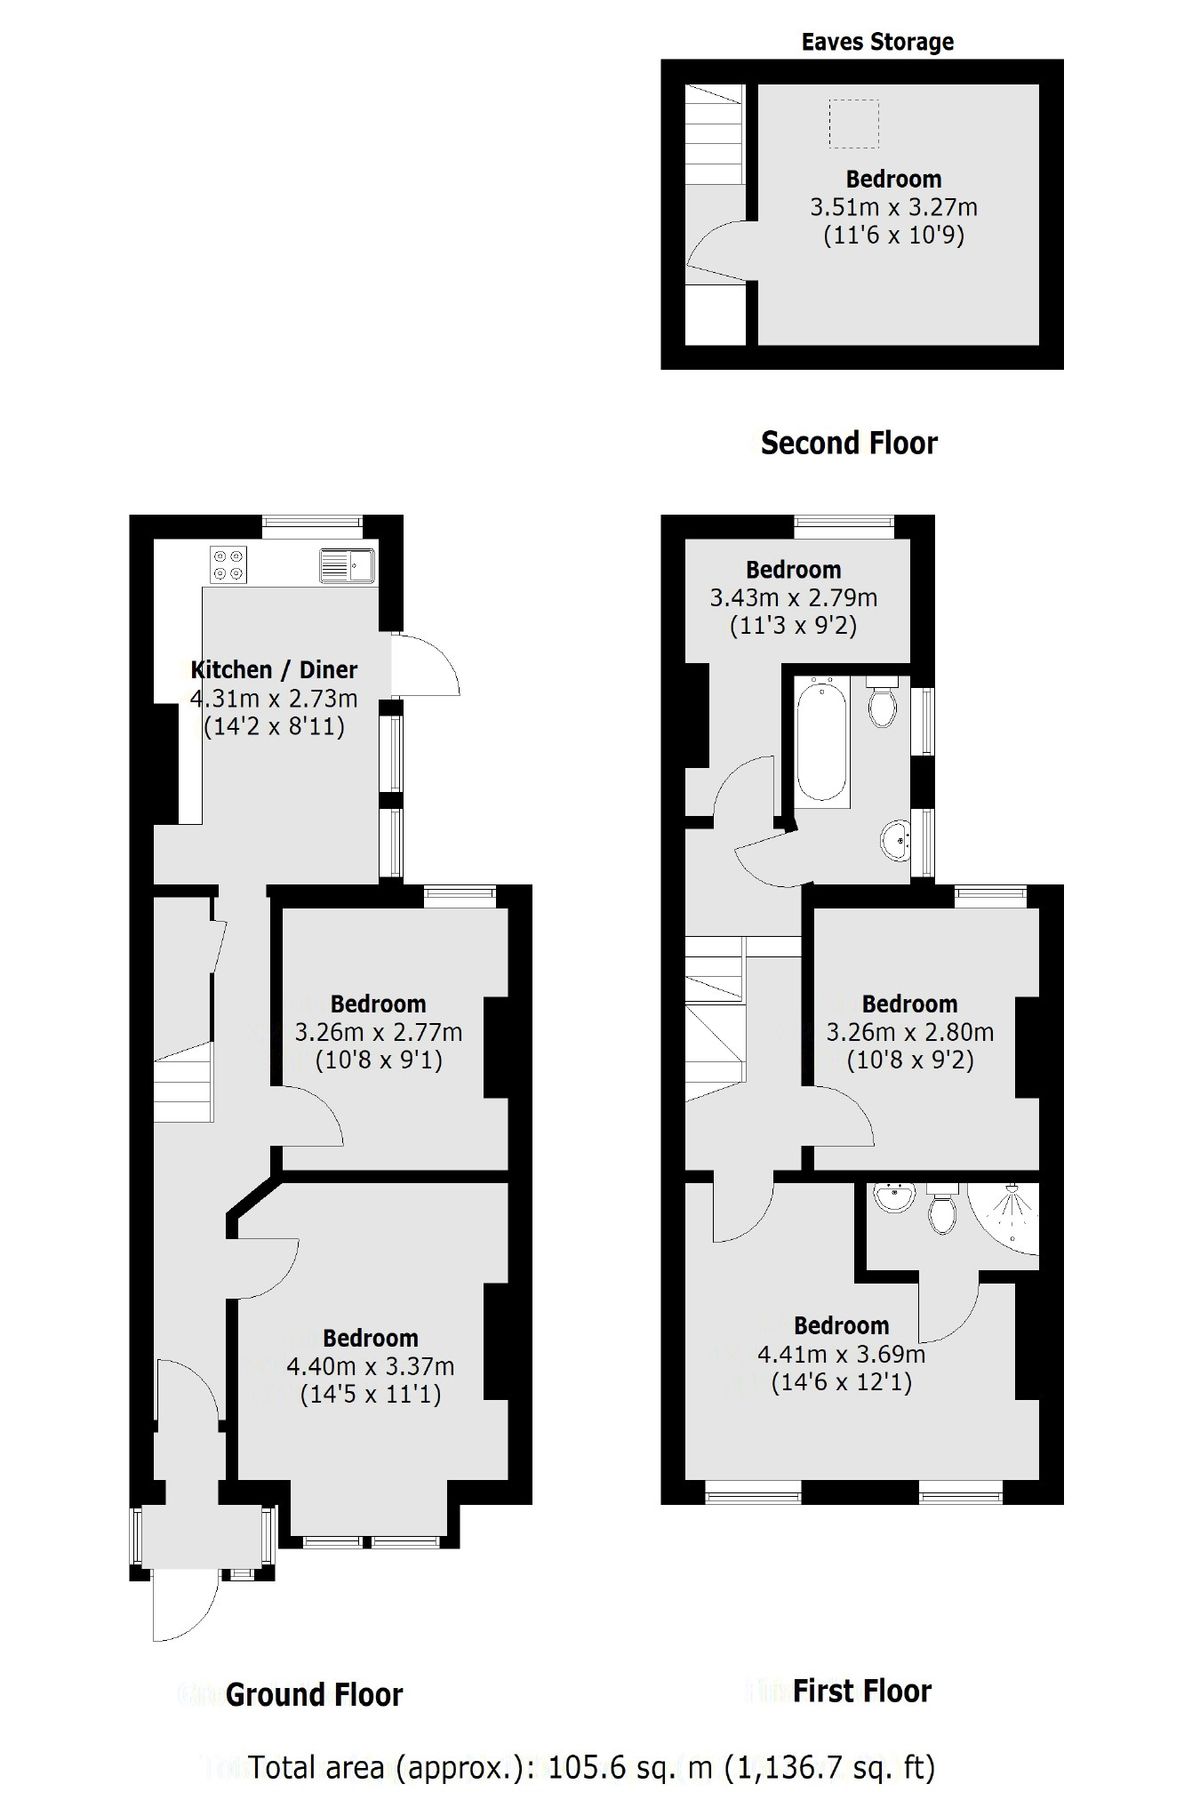 Eaves Storage
Bedroom
3.51m x 3.27m
(11'6 x 10'9)
Second Floor
Kitchen / Diner
4.31m x 2.73m
(14'2 x 8'11)
Bedroom
3.26m x 2.77m
(10'8 x 9'1)
Bedroom
4.40m x 3.37m
(14'5 x 11'1)
Ground Floor
Bedroom
3.43m x 2.79m
(11'3 x 9'2)
Bedroom
3.26m x 2.80m
(10'8 x 9'2)
Bedroom
4.41m x 3.69m
(14'6 x 12'1)
First Floor
Total area (approx.): 105.6 sq. m (1,136.7 sq. ft)